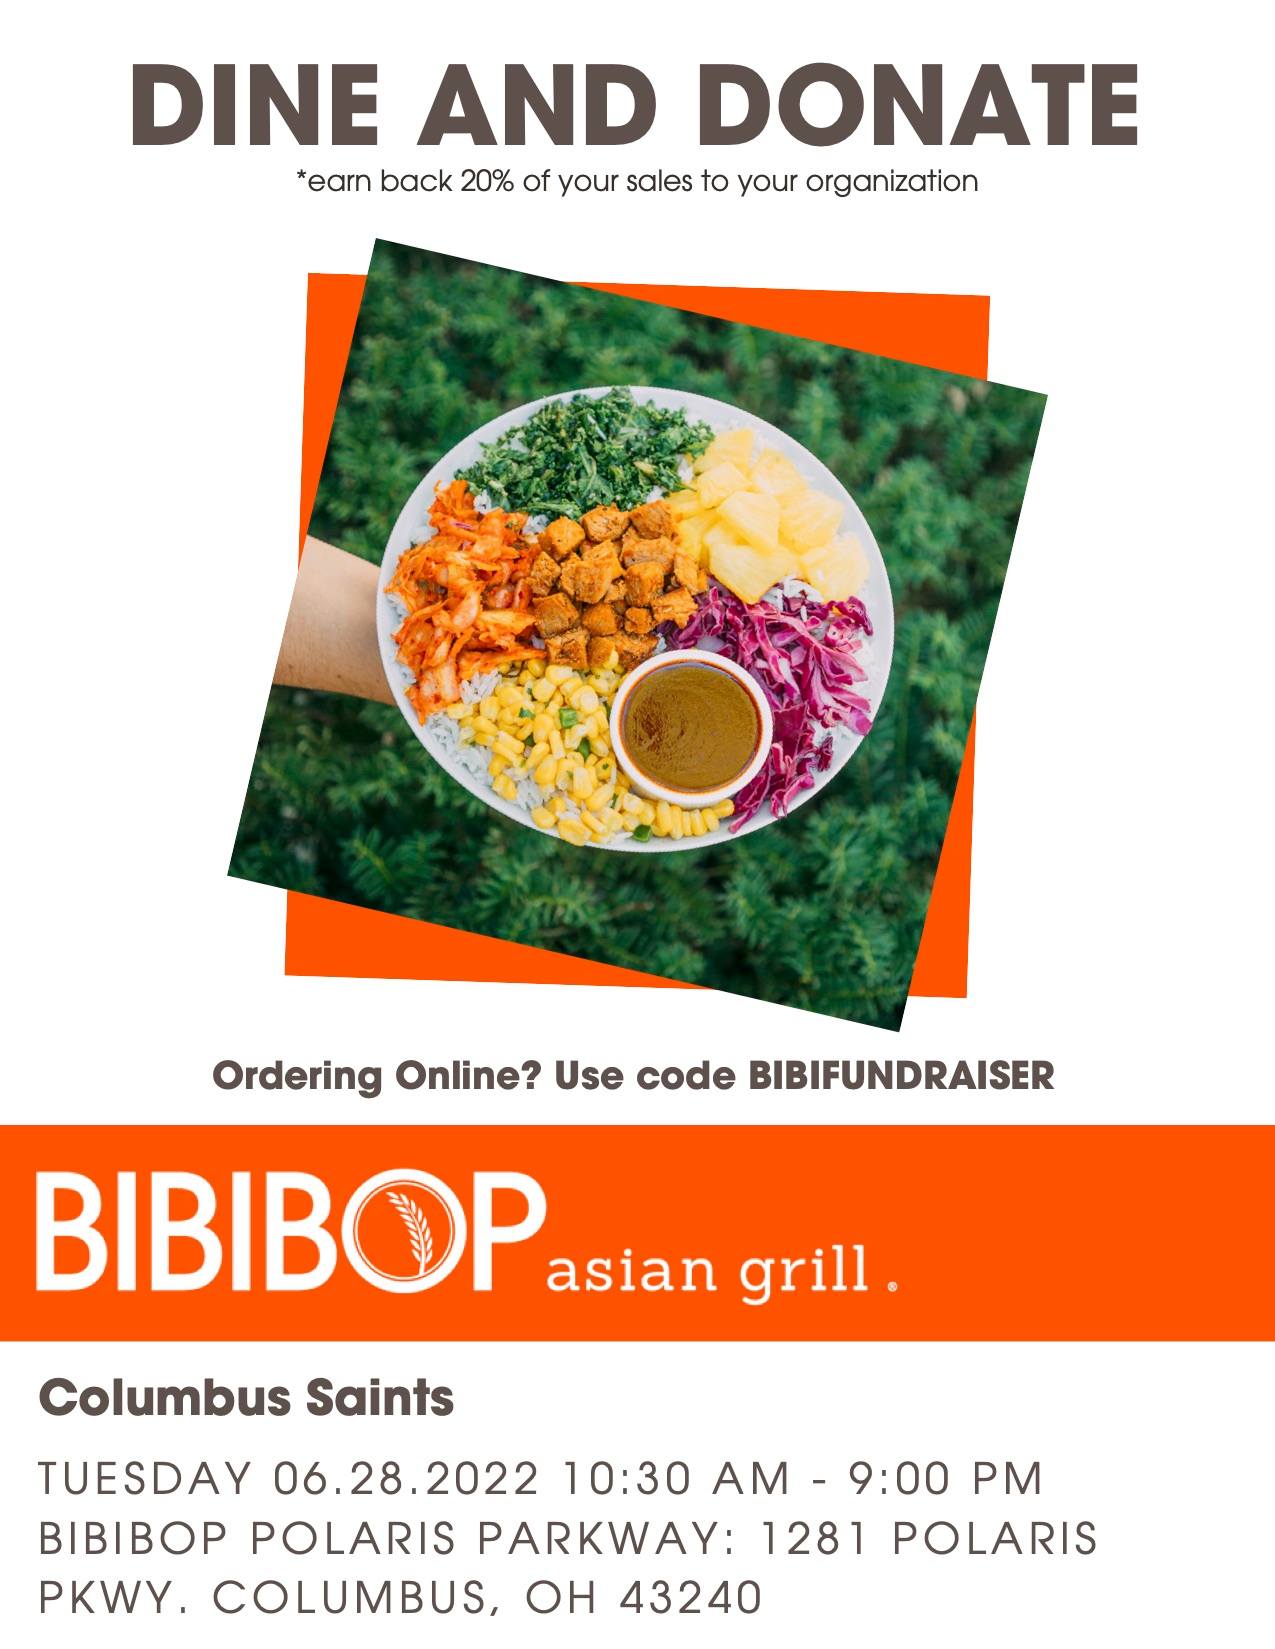 DINE AND DONATE
*earn back 20% of your sales to your organization
Ordering Online? Use code BIBIFUNDRAISER
BIBIBOP asian grill ®
Columbus Saints
TUESDAY 06.28.2022 10:30 AM - 9:00 PM
BIBIBOP POLARIS PARKWAY: 1281 POLARIS
PKWY. COLUMBUS, OH 43240